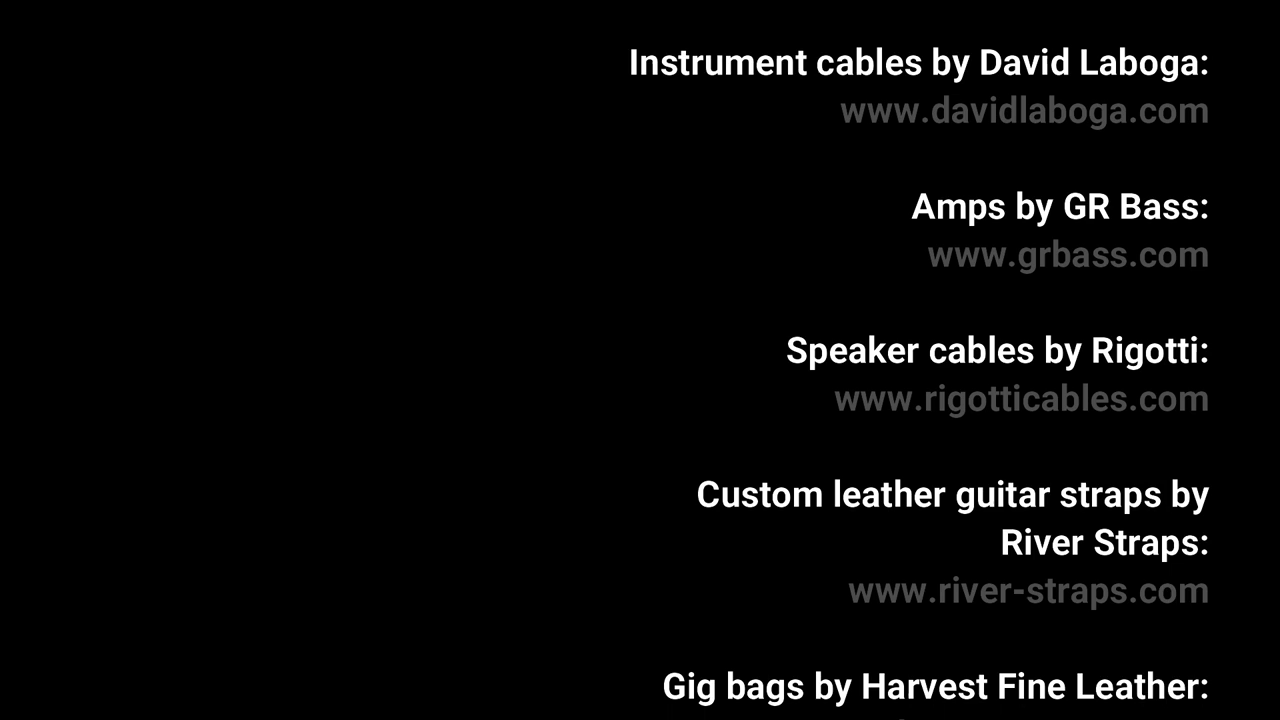 Instrument cables by David Laboga:
www.davidlaboga.com
Amps by GR Bass:
www.grbass.com
Speaker cables by Rigotti:
www.rigotticables.com
Custom leather guitar straps by
River Straps:
www.river-straps.com
Gig bags by Harvest Fine Leather: